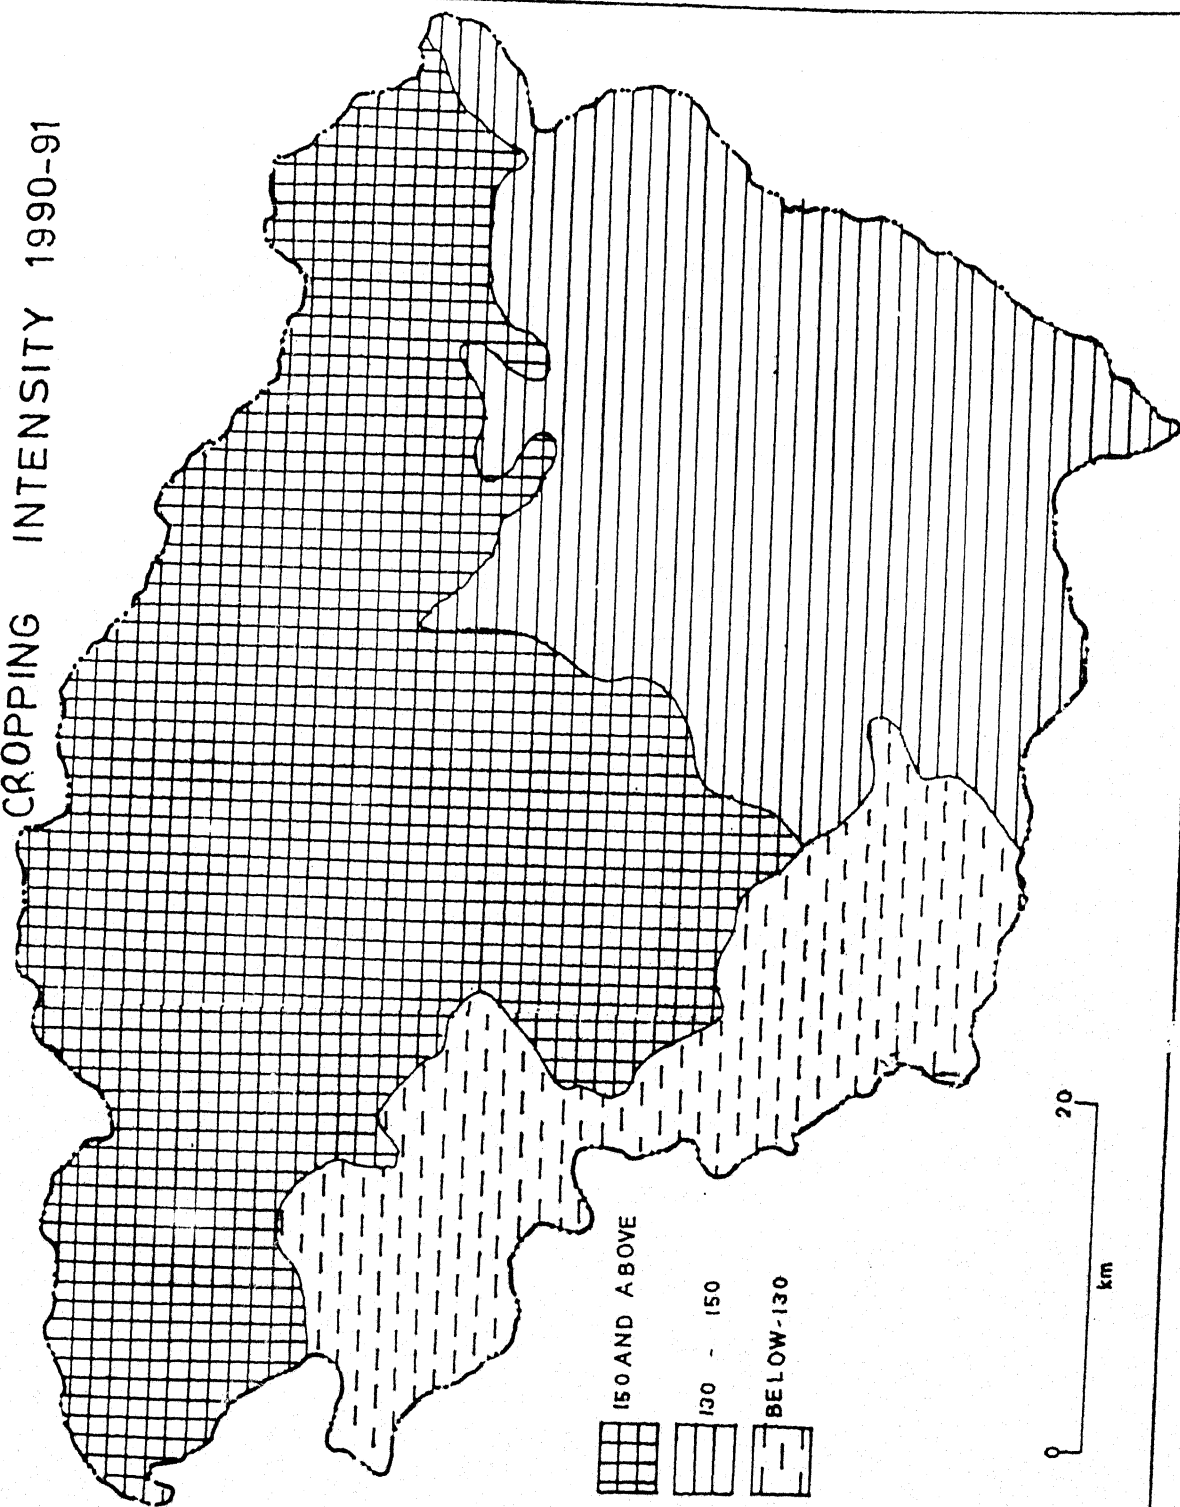 CROPPING INTENSITY 1990-91
150 AND ABOVE
130 - 150
BELOW-130
0 20
km